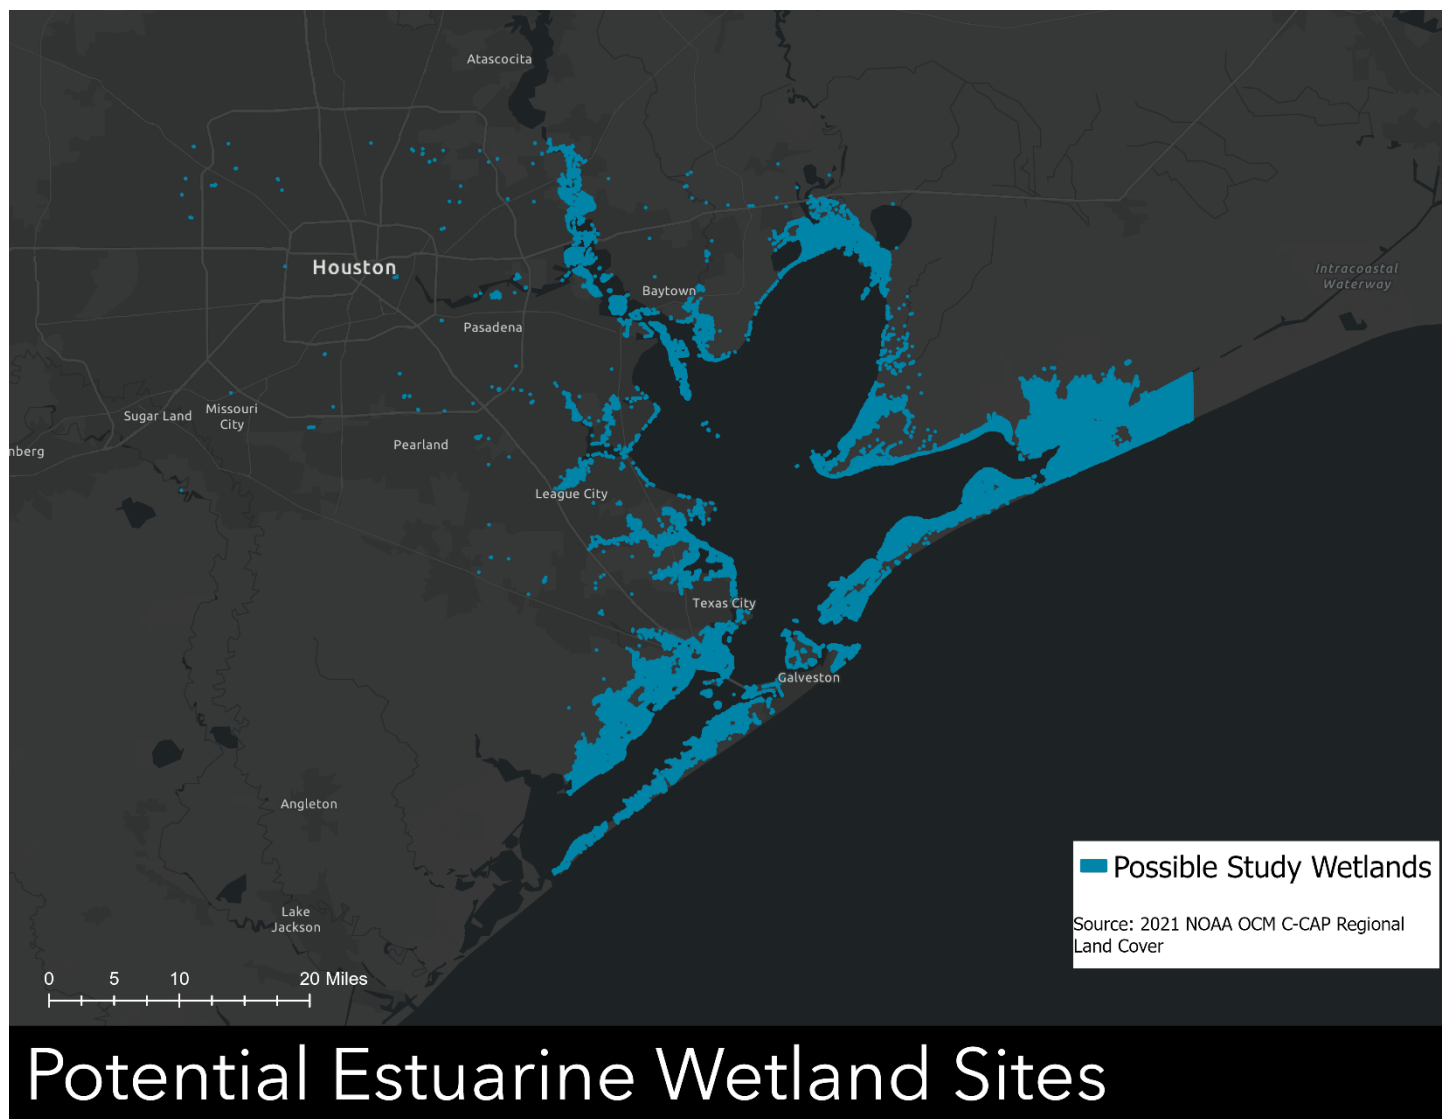 Atascocita
Houston
Baytown
Intracoastal
Waterway
Pasadena
Sugar Land
Missouri
City
Pearland
nberg
League City
Texas City
Galveston
Angleton
Lake
Jackson
Possible Study Wetlands
Source: 2021 NOAA OCM C-CAP Regional
Land Cover
0 5 10 20 Miles
Potential Estuarine Wetland Sites